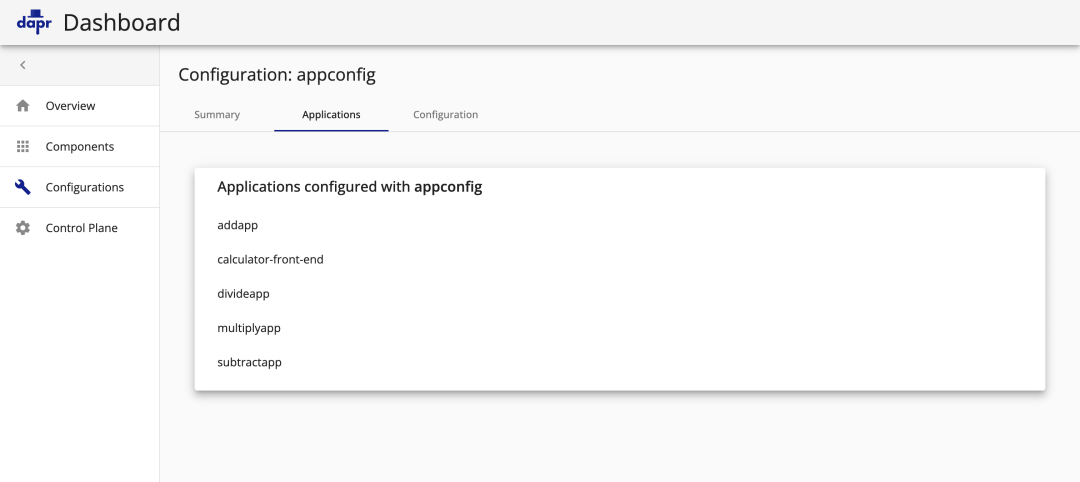 dapr Dashboard
Overview
Components
Configurations
Control Plane
Configuration: appconfig
Summary Applications Configuration
Applications configured with appconfig
addapp
calculator-front-end
divideapp
multiplyapp
subtractapp